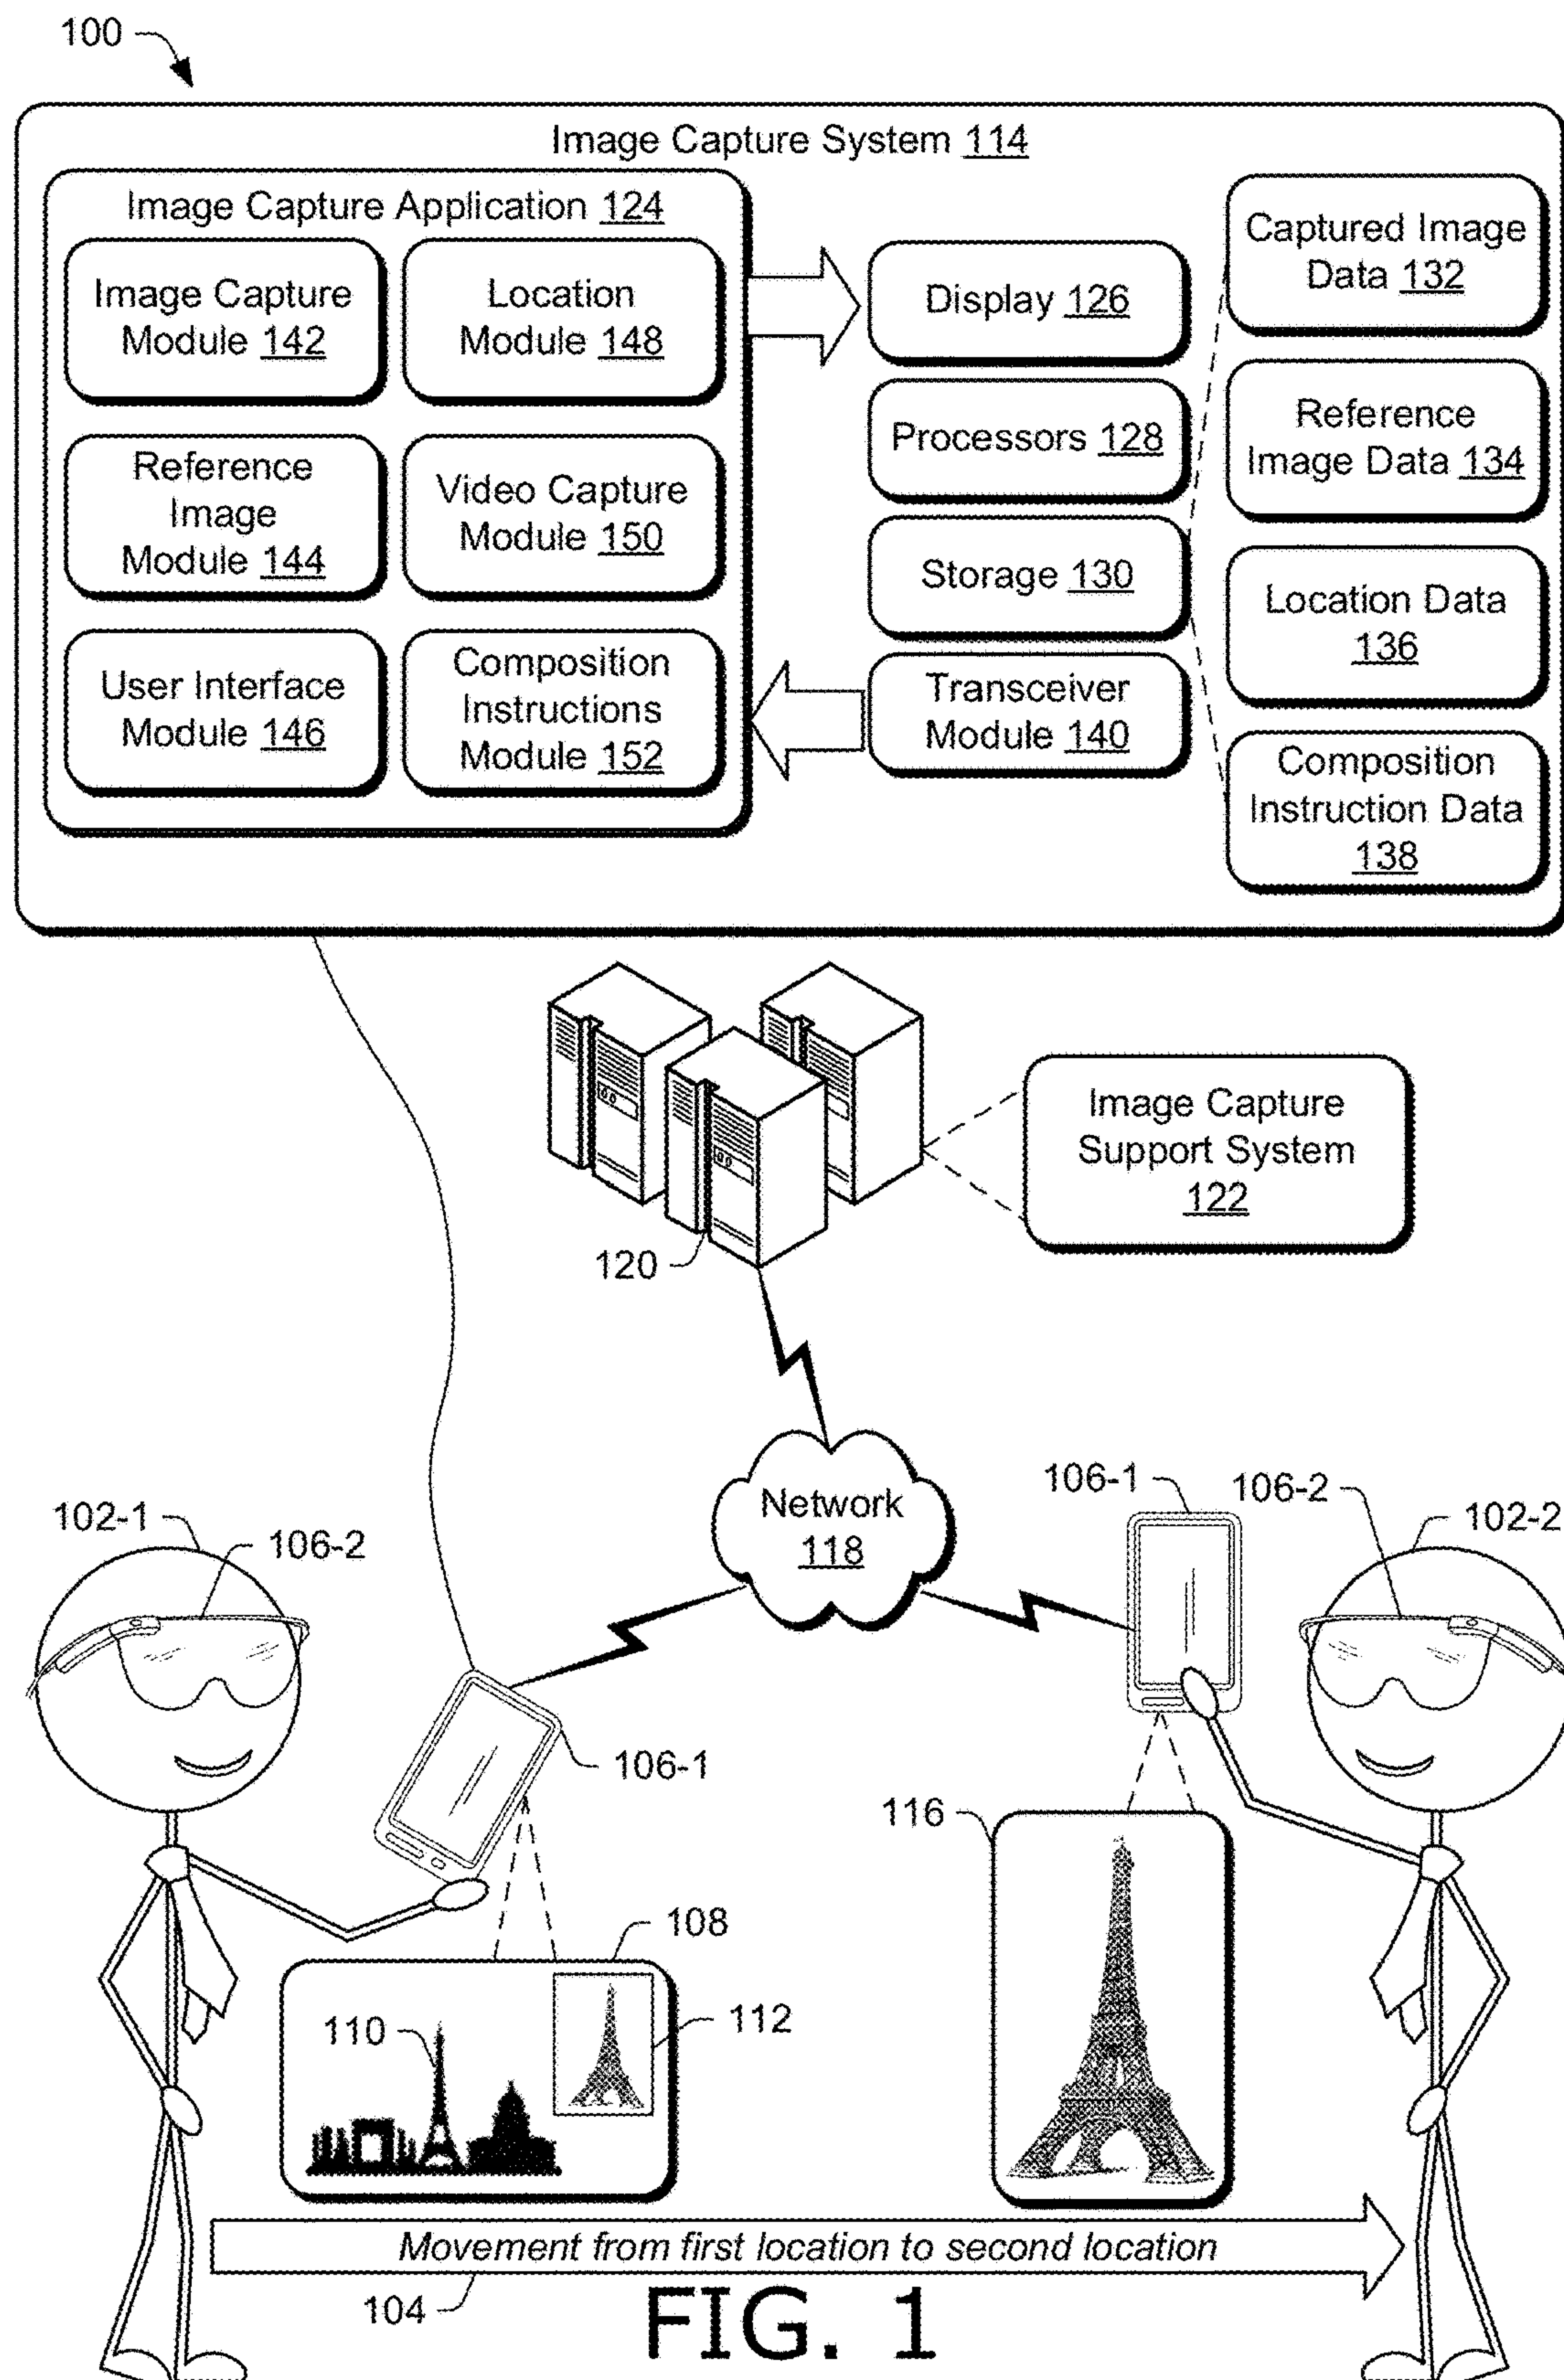 100
Image Capture System 114
Image Capture Application 124
Image Capture
Module 142
Location
Module 148
Reference
Image
Module 144
Video Capture
Module 150
User Interface
Module 146
Composition
Instructions
Module 152
Display 126
Processors 128
Storage 130
Transceiver
Module 140
Captured Image
Data 132
Reference
Image Data 134
Location Data
136
Composition
Instruction Data
138
Image Capture
Support System
122
120
Network
118
102-1
106-2
106-1
106-1
106-2
102-2
116
108
110
112
Movement from first location to second location
104
FIG. 1